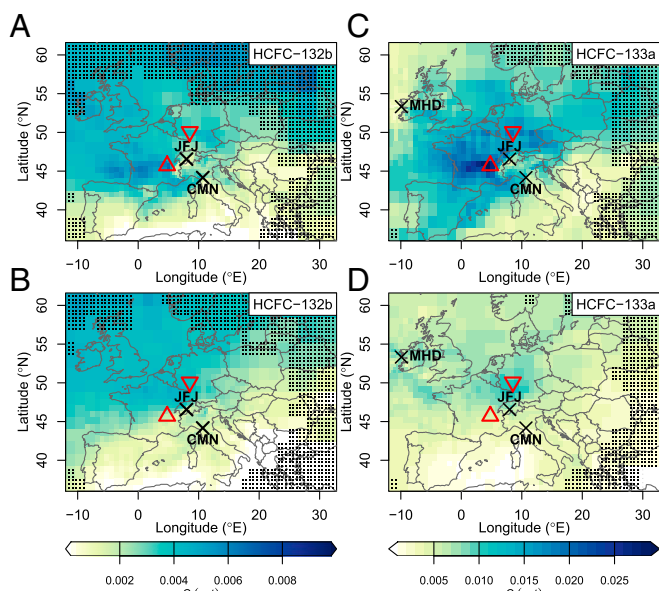 A
HCFC-132b
Latitude (°N)
60
55
50
45
40
JFJ
CMN
−10
0
10
20
30
Longitude (°E)
C
HCFC-133a
Latitude (°N)
60
55
50
45
40
MHD
JFJ
CMN
−10
0
10
20
30
Longitude (°E)
B
HCFC-132b
Latitude (°N)
60
55
50
45
40
JFJ
CMN
−10
0
10
20
30
Longitude (°E)
D
HCFC-133a
Latitude (°N)
60
55
50
45
40
MHD
JFJ
CMN
−10
0
10
20
30
Longitude (°E)
0.002
0.004
0.006
0.008
0.005
0.010
0.015
0.020
0.025